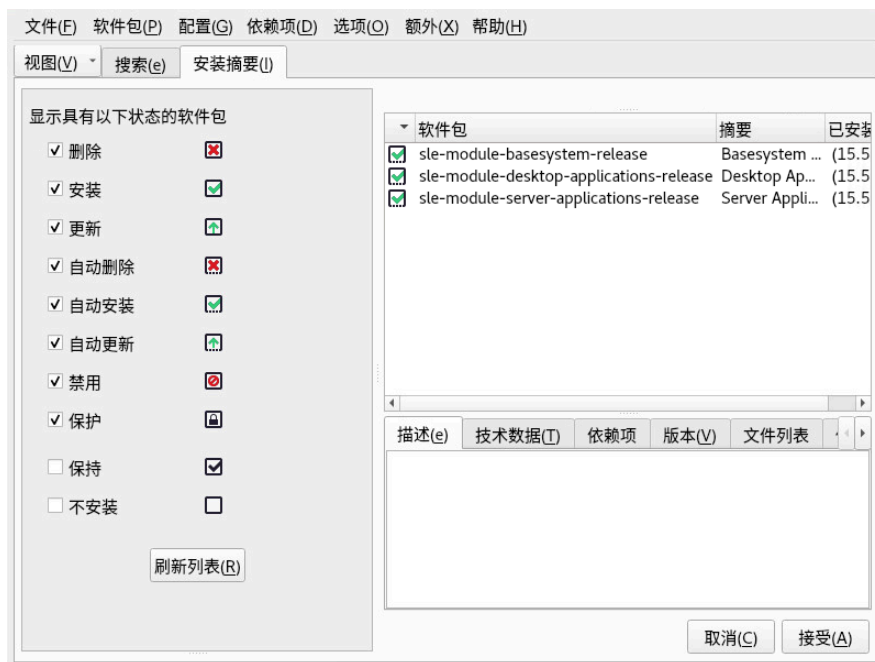 文件(F) 软件包(P) 配置(G) 依赖项(D) 选项(O) 额外(X) 帮助(H)
视图(V) 搜索(e) 安装摘要(I)
显示具有以下状态的软件包
删除
安装
更新
自动删除
自动安装
自动更新
禁用
保护
保持
不安装
刷新列表(R)
软件包 摘要 已安装
sle-module-basesystem-release Basesystem ... (15.5
sle-module-desktop-applications-release Desktop Ap... (15.5
sle-module-server-applications-release Server Appli... (15.5
描述(e) 技术数据(T) 依赖项 版本(V) 文件列表
取消(C) 接受(A)